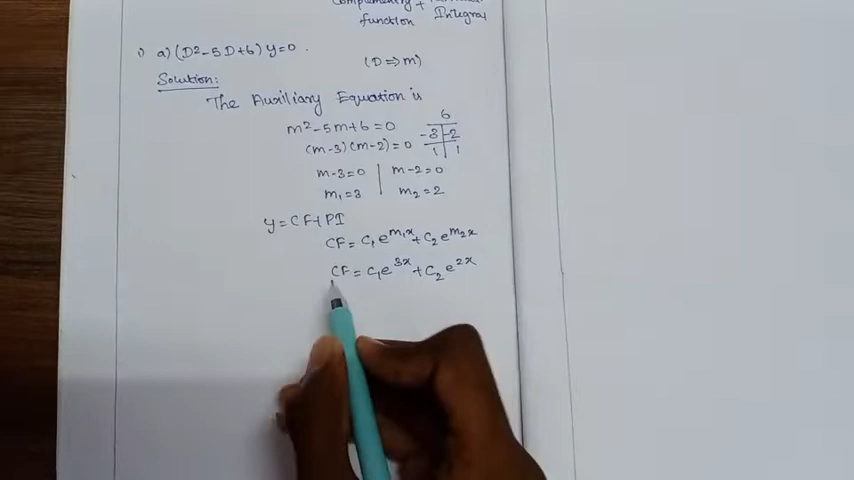 Complementry +
function Integral
1) a) (D²-5D+6) y=0.
(D⇒m)
Solution:
The Auxiliary Equation is
m²-5m+6=0
6
(m-3)(m-2)=0
-3 | -2
1 | 1
m-3=0 | m-2=0
m₁=3 | m₂=2
y=CF+PI
CF= C₁e^m₁x + C₂e^m₂x
CF= C₁e^3x + C₂e^2x